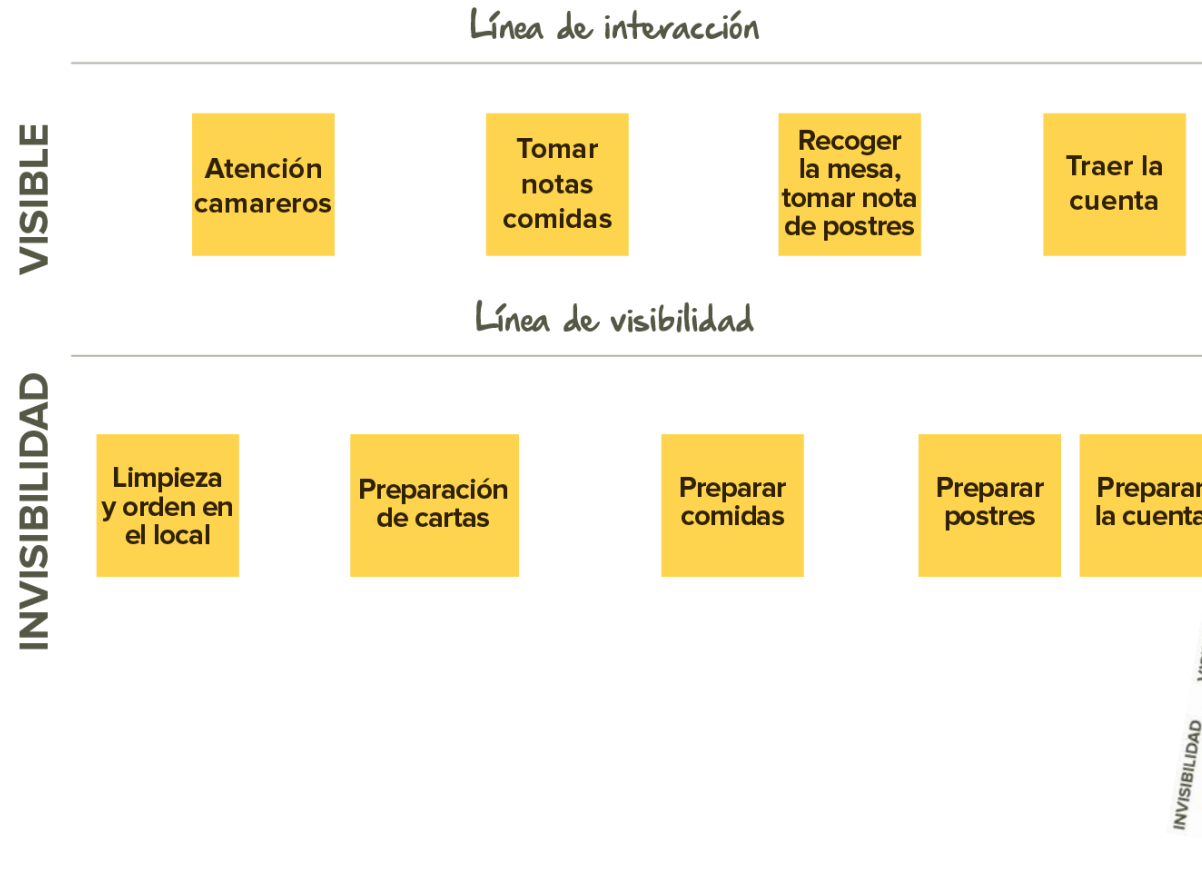 Línea de interacción
VISIBLE
Atención
camareros
Tomar
notas
comidas
Recoger
la mesa,
tomar nota
de postres
Traer la
cuenta
Línea de visibilidad
INVISIBILIDAD
Limpieza
y orden en
el local
Preparación
de cartas
Preparar
comidas
Preparar
postres
Preparar
la cuenta
INVISIBILIDAD